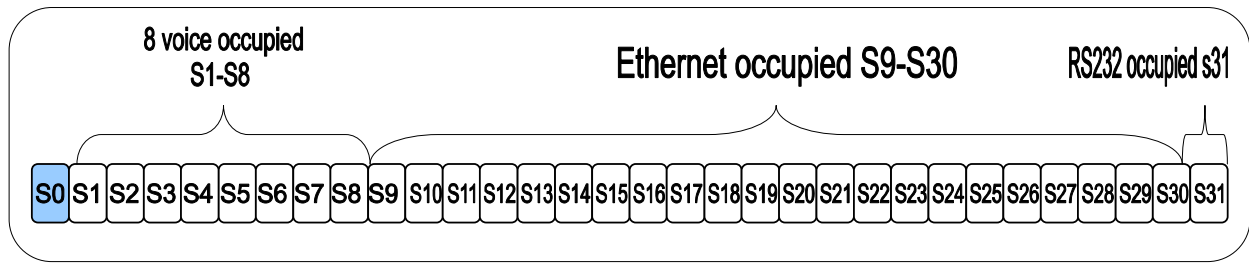 8 voice occupied
S1-S8
Ethernet occupied S9-S30
RS232 occupied s31
S0 S1 S2 S3 S4 S5 S6 S7 S8 S9 S10 S11 S12 S13 S14 S15 S16 S17 S18 S19 S20 S21 S22 S23 S24 S25 S26 S27 S28 S29 S30 S31